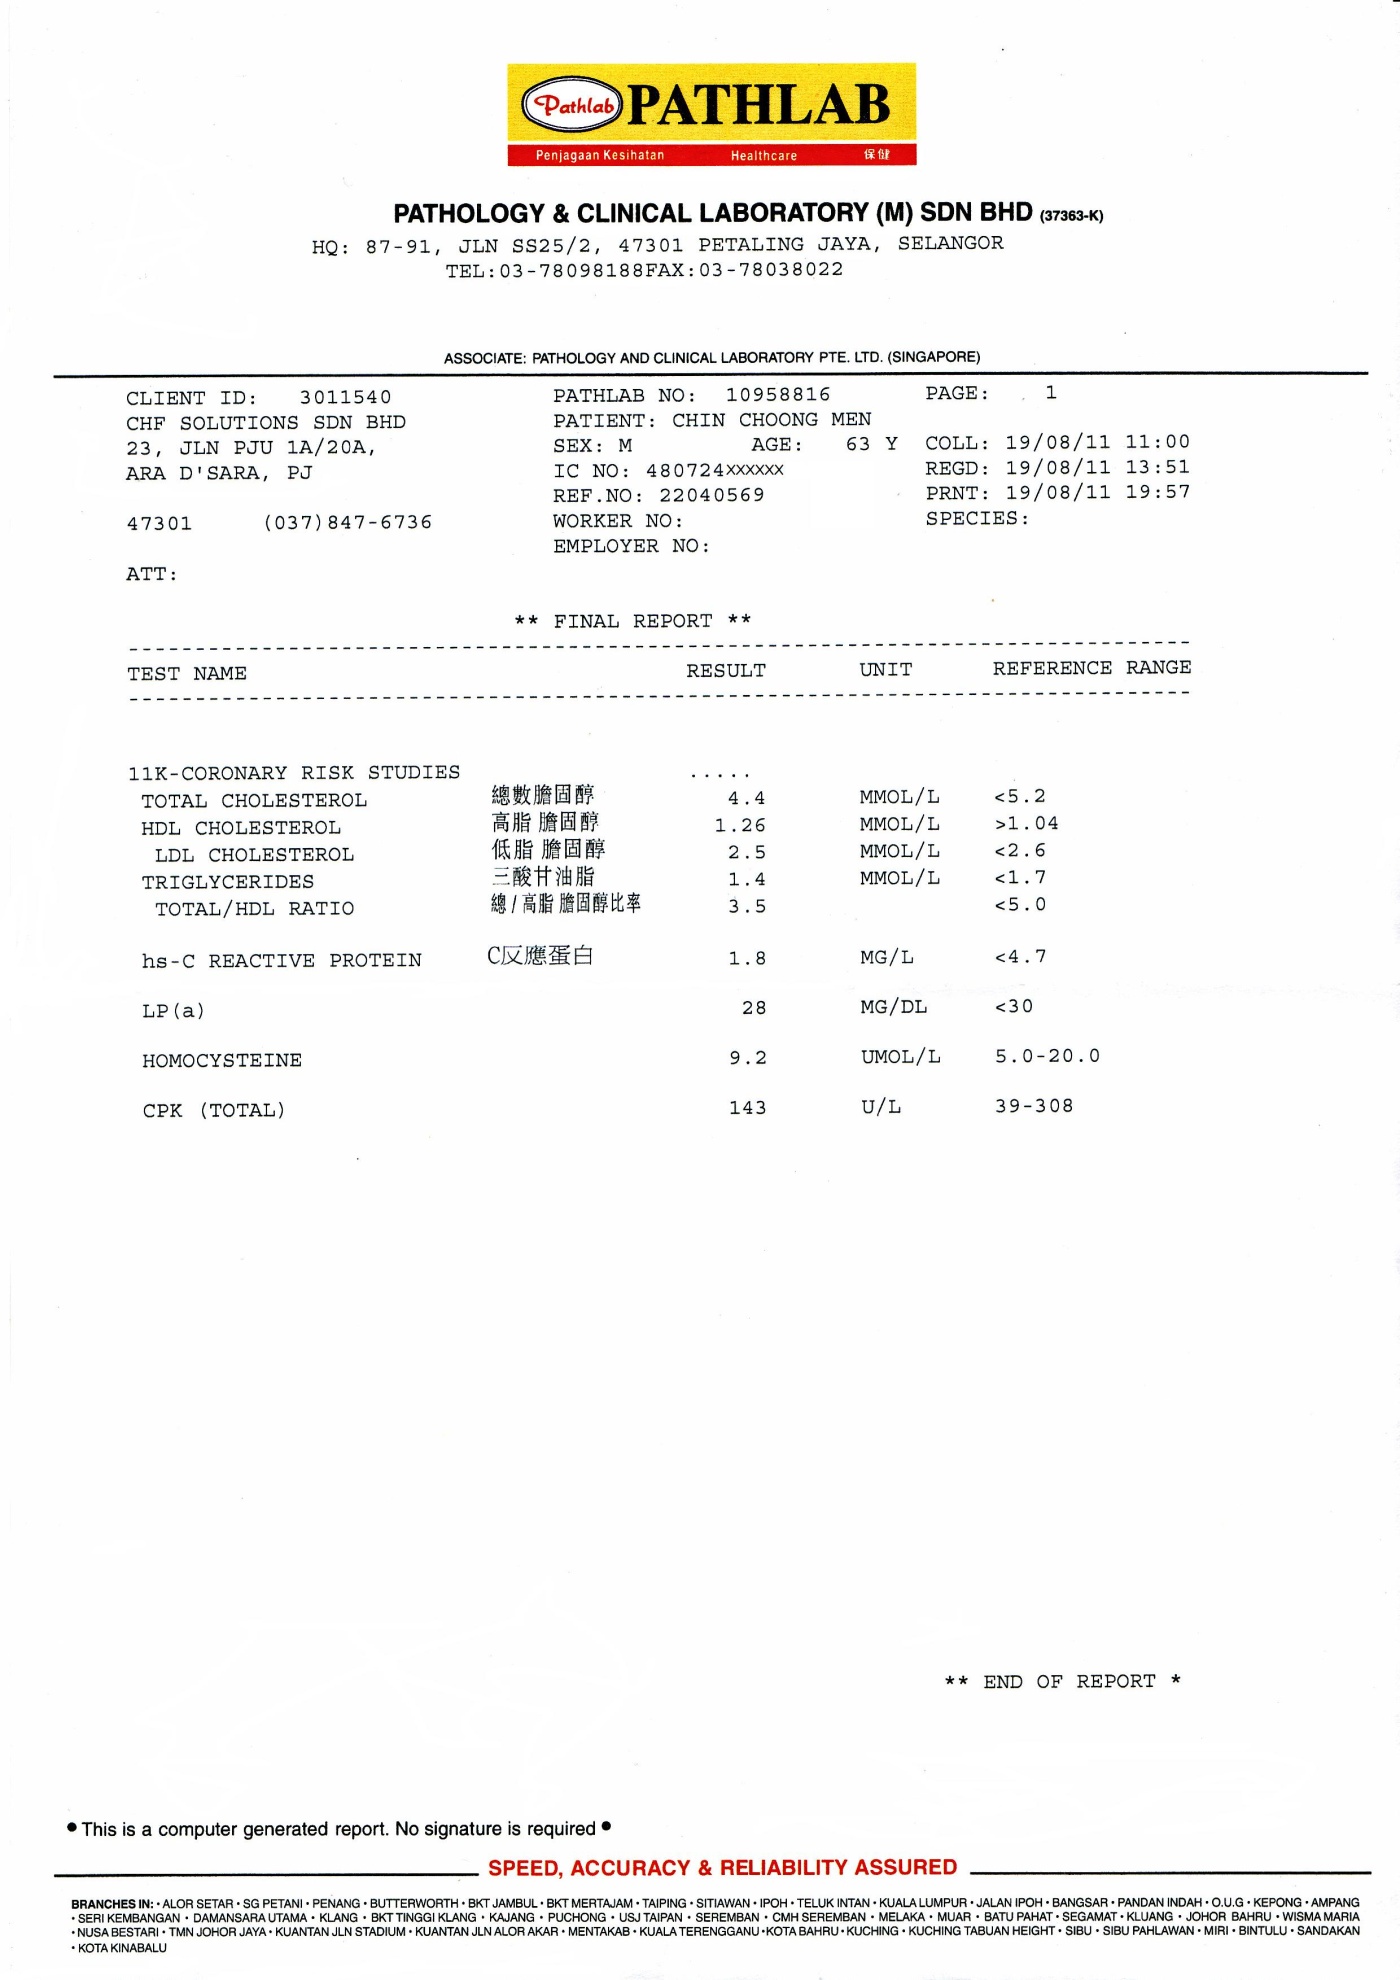 Pathlab PATHLAB
Penjagaan Kesihatan Healthcare 保健
PATHOLOGY & CLINICAL LABORATORY (M) SDN BHD (37363-K)
HQ: 87-91, JLN SS25/2, 47301 PETALING JAYA, SELANGOR
TEL:03-78098188FAX:03-78038022
ASSOCIATE: PATHOLOGY AND CLINICAL LABORATORY PTE. LTD. (SINGAPORE)
CLIENT ID: 3011540 PATHLAB NO: 10958816 PAGE: 1
CHF SOLUTIONS SDN BHD PATIENT: CHIN CHOONG MEN
23, JLN PJU 1A/20A, SEX: M AGE: 63 Y COLL: 19/08/11 11:00
ARA D'SARA, PJ IC NO: 480724xxxxxx REGD: 19/08/11 13:51
REF.NO: 22040569 PRNT: 19/08/11 19:57
47301 (037)847-6736 WORKER NO: SPECIES:
EMPLOYER NO:
ATT:
** FINAL REPORT **
TEST NAME RESULT UNIT REFERENCE RANGE
11K-CORONARY RISK STUDIES .....
TOTAL CHOLESTEROL 總數膽固醇 4.4 MMOL/L <5.2
HDL CHOLESTEROL 高脂 膽固醇 1.26 MMOL/L >1.04
LDL CHOLESTEROL 低脂 膽固醇 2.5 MMOL/L <2.6
TRIGLYCERIDES 三酸甘油脂 1.4 MMOL/L <1.7
TOTAL/HDL RATIO 總/高脂 膽固醇比率 3.5 <5.0
hs-C REACTIVE PROTEIN C反應蛋白 1.8 MG/L <4.7
LP(a) 28 MG/DL <30
HOMOCYSTEINE 9.2 UMOL/L 5.0-20.0
CPK (TOTAL) 143 U/L 39-308
** END OF REPORT *
• This is a computer generated report. No signature is required •
SPEED, ACCURACY & RELIABILITY ASSURED
BRANCHES IN: • ALOR SETAR • SG PETANI • PENANG • BUTTERWORTH • BKT JAMBUL • BKT MERTAJAM • TAIPING • SITIAWAN • IPOH • TELUK INTAN • KUALA LUMPUR • JALAN IPOH • BANGSAR • PANDAN INDAH • O.U.G • KEPONG • AMPANG
• SERI KEMBANGAN • DAMANSARA UTAMA • KLANG • BKT TINGGI KLANG • KAJANG • PUCHONG • USJ TAIPAN • SEREMBAN • CMH SEREMBAN • MELAKA • MUAR • BATU PAHAT • SEGAMAT • KLUANG • JOHOR BAHRU • WISMA MARIA
• NUSA BESTARI • TMN JOHOR JAYA • KUANTAN JLN STADIUM • KUANTAN JLN ALOR AKAR • MENTAKAB • KUALA TERENGGANU • KOTA BAHRU • KUCHING • KUCHING TABUAN HEIGHT • SIBU • SIBU PAHLAWAN • MIRI • BINTULU • SANDAKAN
• KOTA KINABALU